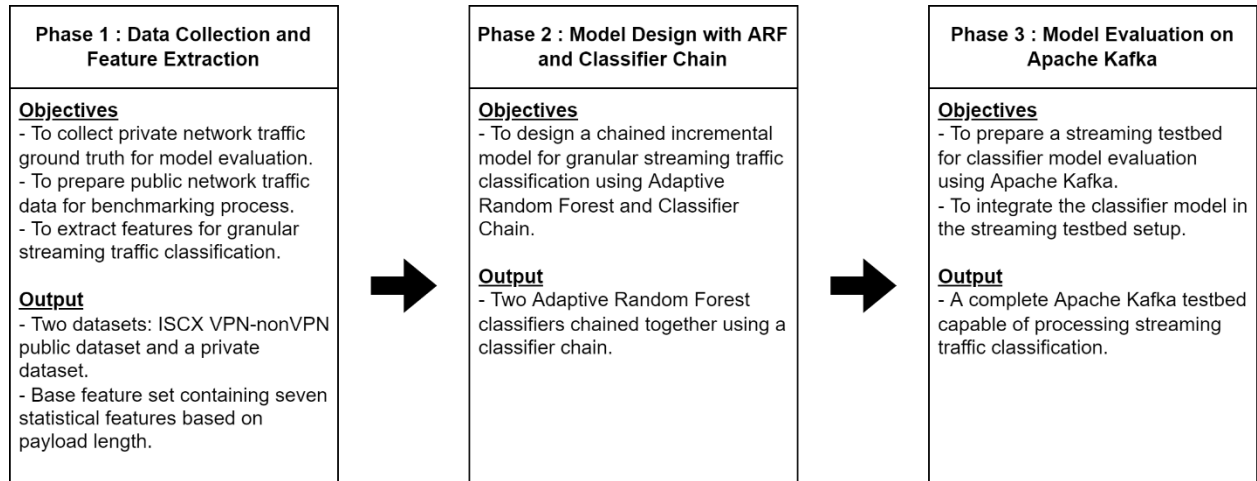 Phase 1 : Data Collection and
Feature Extraction
Objectives
- To collect private network traffic
ground truth for model evaluation.
- To prepare public network traffic
data for benchmarking process.
- To extract features for granular
streaming traffic classification.
Output
- Two datasets: ISCX VPN-nonVPN
public dataset and a private
dataset.
- Base feature set containing seven
statistical features based on
payload length.
Phase 2 : Model Design with ARF
and Classifier Chain
Objectives
- To design a chained incremental
model for granular streaming traffic
classification using Adaptive
Random Forest and Classifier
Chain.
Output
- Two Adaptive Random Forest
classifiers chained together using a
classifier chain.
Phase 3 : Model Evaluation on
Apache Kafka
Objectives
- To prepare a streaming testbed
for classifier model evaluation
using Apache Kafka.
- To integrate the classifier model in
the streaming testbed setup.
Output
- A complete Apache Kafka testbed
capable of processing streaming
traffic classification.